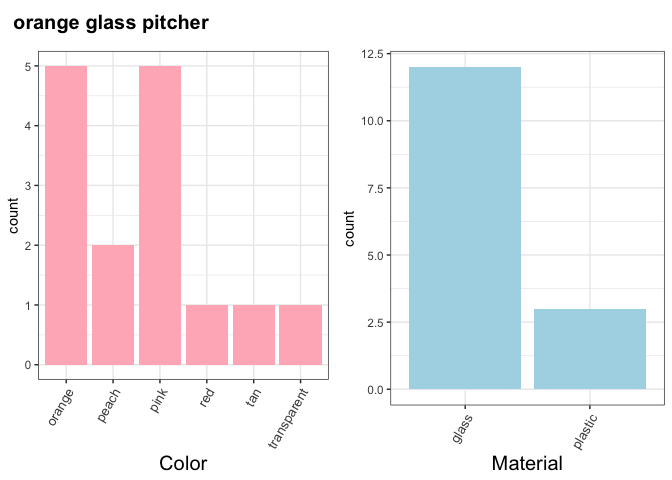 orange glass pitcher
count
5
4
3
2
1
0
orange
peach
pink
red
tan
transparent
Color
count
12.5
10.0
7.5
5.0
2.5
0.0
glass
plastic
Material